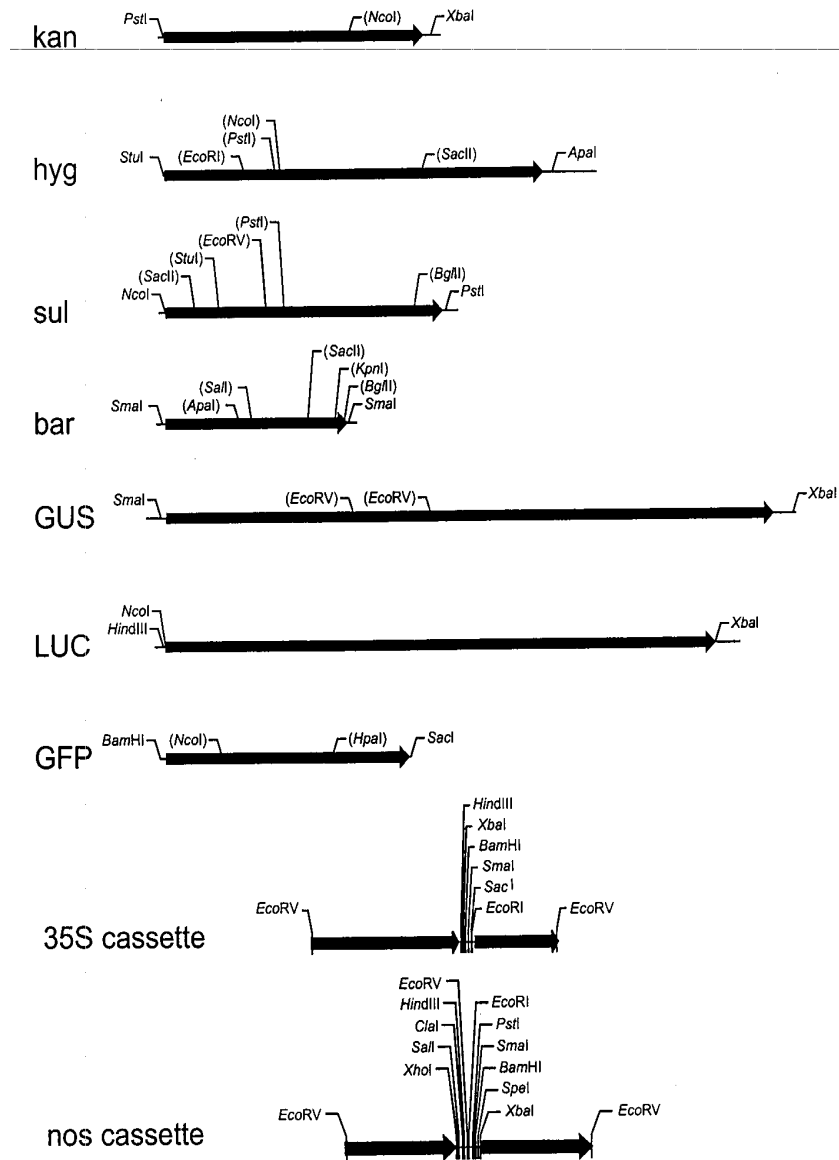 PstI (NcoI) XbaI
kan
(NcoI)
(PstI)
StuI (EcoRI) (SacII) ApaI
hyg
(PstI)
(EcoRV)
(StuI)
(SacII) (BglII)
NcoI PstI
sul
(SacII)
(KpnI)
(SalI) (BglII)
SmaI (ApaI) SmaI
bar
SmaI (EcoRV) (EcoRV) XbaI
GUS
NcoI
HindIII XbaI
LUC
BamHI (NcoI) (HpaI) SacI
GFP
HindIII
XbaI
BamHI
SmaI
SacI
EcoRV EcoRI EcoRV
35S cassette
EcoRV
HindIII EcoRI
ClaI PstI
SalI SmaI
XhoI BamHI
SpeI
EcoRV XbaI EcoRV
nos cassette